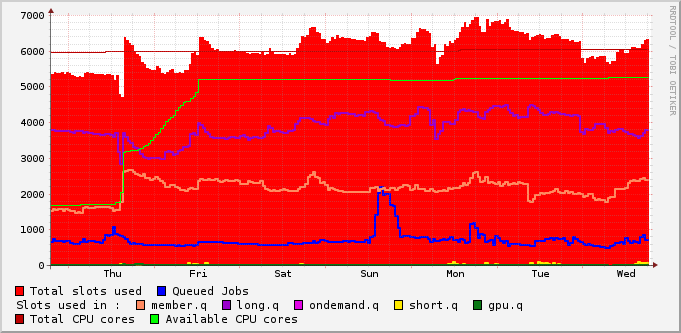 RRDTOOL / TOBI OETIKER
7000
6000
5000
4000
3000
2000
1000
0
Thu Fri Sat Sun Mon Tue Wed
Total slots used Queued Jobs
Slots used in : member.q long.q ondemand.q short.q gpu.q
Total CPU cores Available CPU cores